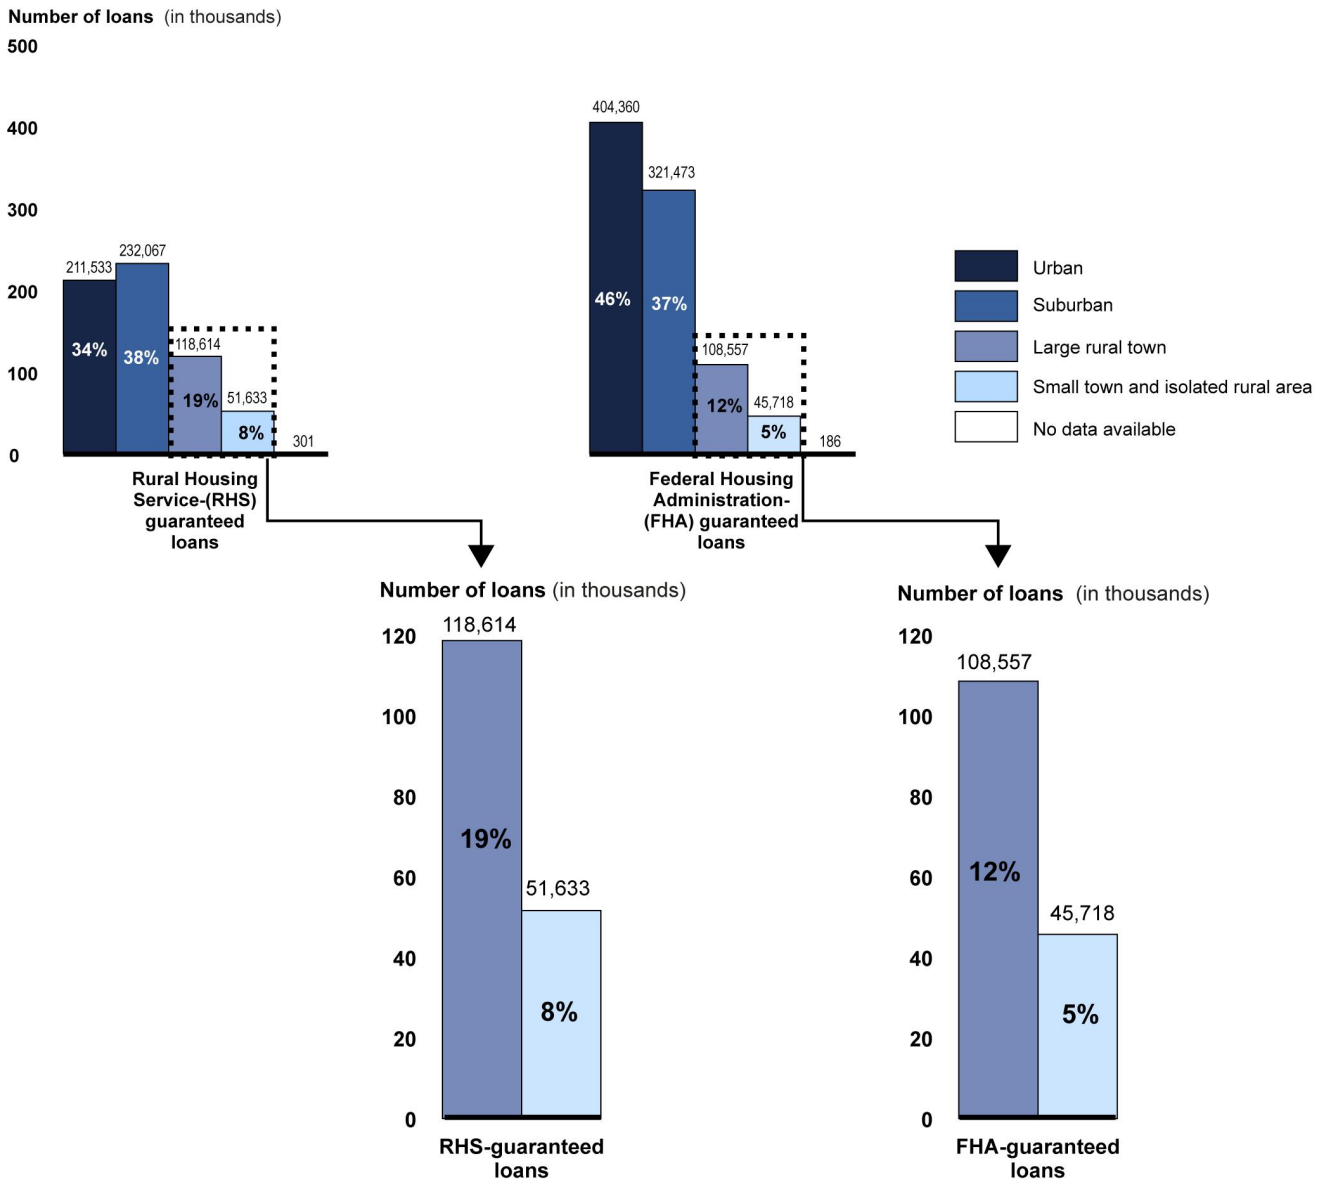 Number of loans (in thousands)
500
400
300
200
100
0
211,533
232,067
118,614
51,633
301
34%
38%
19%
8%
Rural Housing
Service-(RHS)
guaranteed
loans
404,360
321,473
108,557
45,718
186
46%
37%
12%
5%
Federal Housing
Administration-
(FHA) guaranteed
loans
Urban
Suburban
Large rural town
Small town and isolated rural area
No data available
Number of loans (in thousands)
120
100
80
60
40
20
0
118,614
51,633
19%
8%
RHS-guaranteed
loans
Number of loans (in thousands)
120
100
80
60
40
20
0
108,557
45,718
12%
5%
FHA-guaranteed
loans